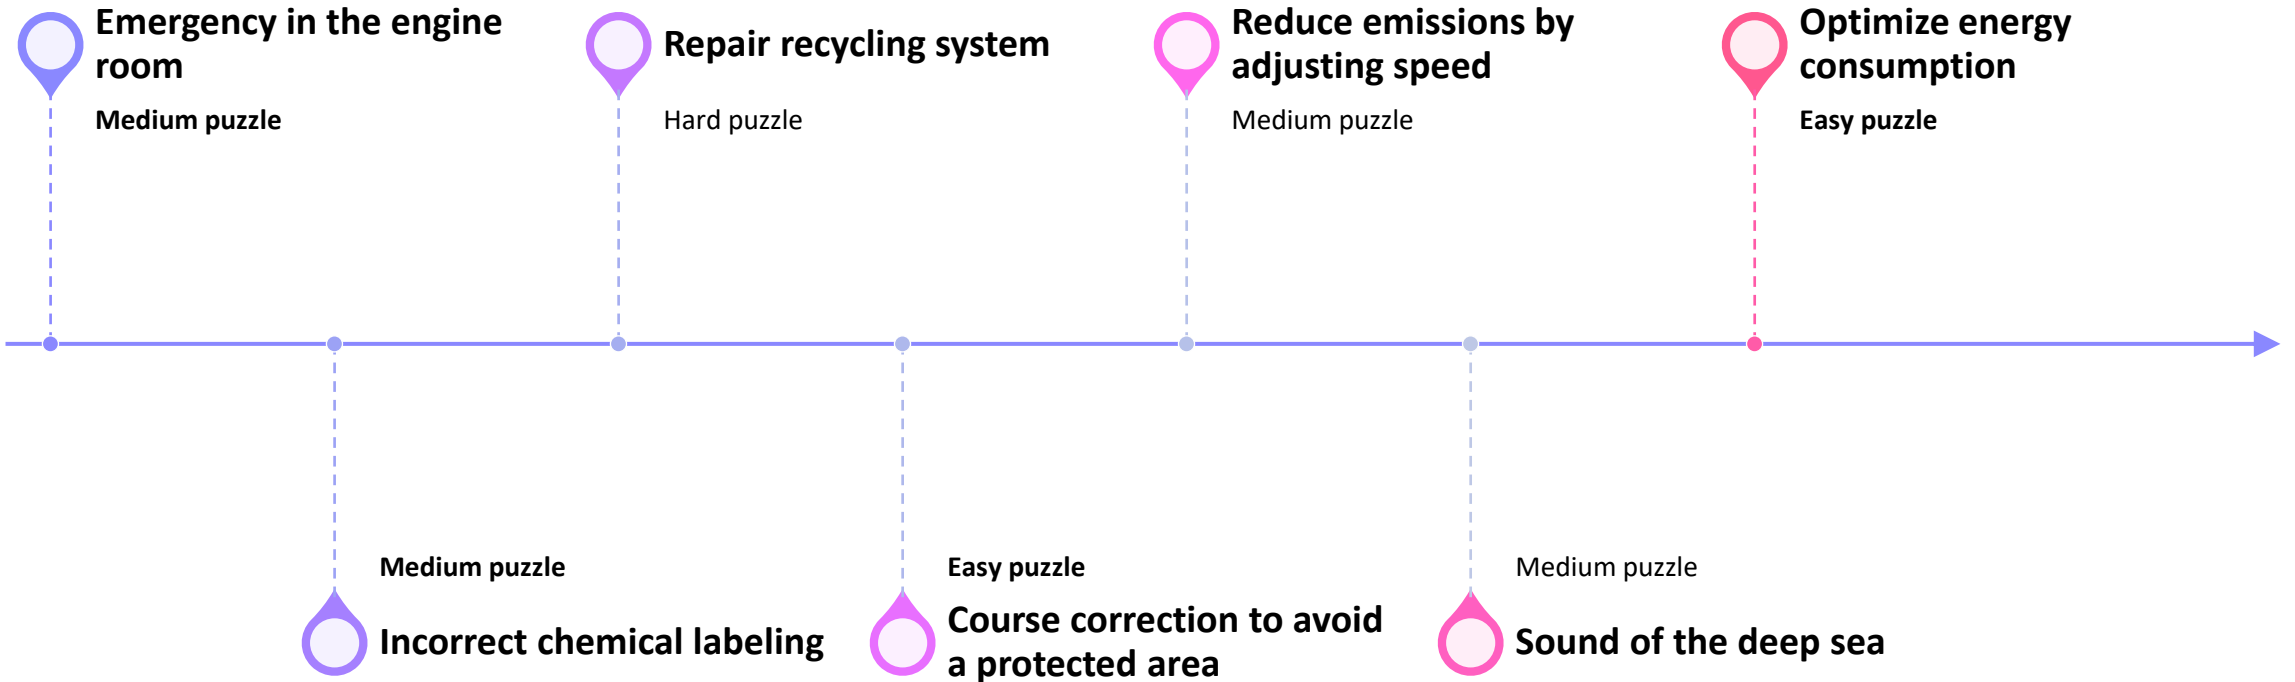 Emergency in the engine
room
Medium puzzle
Repair recycling system
Hard puzzle
Reduce emissions by
adjusting speed
Medium puzzle
Optimize energy
consumption
Easy puzzle
Medium puzzle
Incorrect chemical labeling
Easy puzzle
Course correction to avoid
a protected area
Medium puzzle
Sound of the deep sea